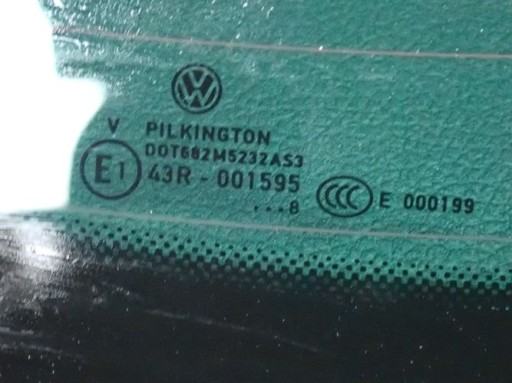 V PILKINGTON
DOT682M5232AS3
E1 43R - 001595
...8
CCC E 000199